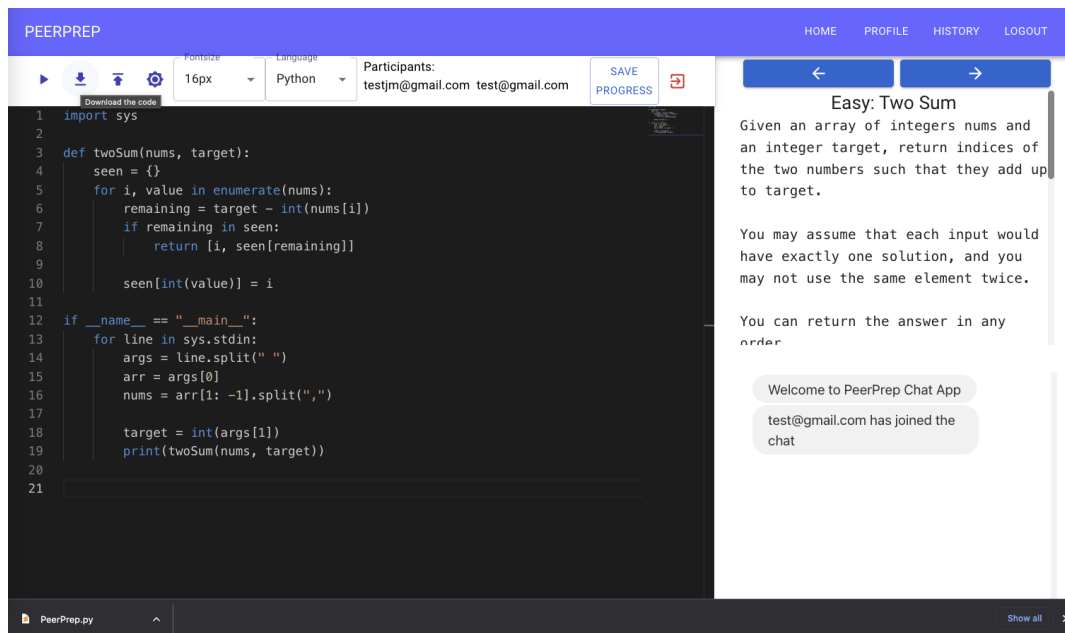 PEERPREP
HOME PROFILE HISTORY LOGOUT
Fontsize
16px
Language
Python
Participants:
testjm@gmail.com test@gmail.com
SAVE
PROGRESS
Download the code
1 import sys
2
3 def twoSum(nums, target):
4     seen = {}
5     for i, value in enumerate(nums):
6         remaining = target - int(nums[i])
7         if remaining in seen:
8             return [i, seen[remaining]]
9
10         seen[int(value)] = i
11
12 if __name__ == "__main__":
13     for line in sys.stdin:
14         args = line.split(" ")
15         arr = args[0]
16         nums = arr[1: -1].split(",")
17
18         target = int(args[1])
19         print(twoSum(nums, target))
20
21
Easy: Two Sum
Given an array of integers nums and
an integer target, return indices of
the two numbers such that they add up
to target.
You may assume that each input would
have exactly one solution, and you
may not use the same element twice.
You can return the answer in any
order
Welcome to PeerPrep Chat App
test@gmail.com has joined the
chat
PeerPrep.py
Show all